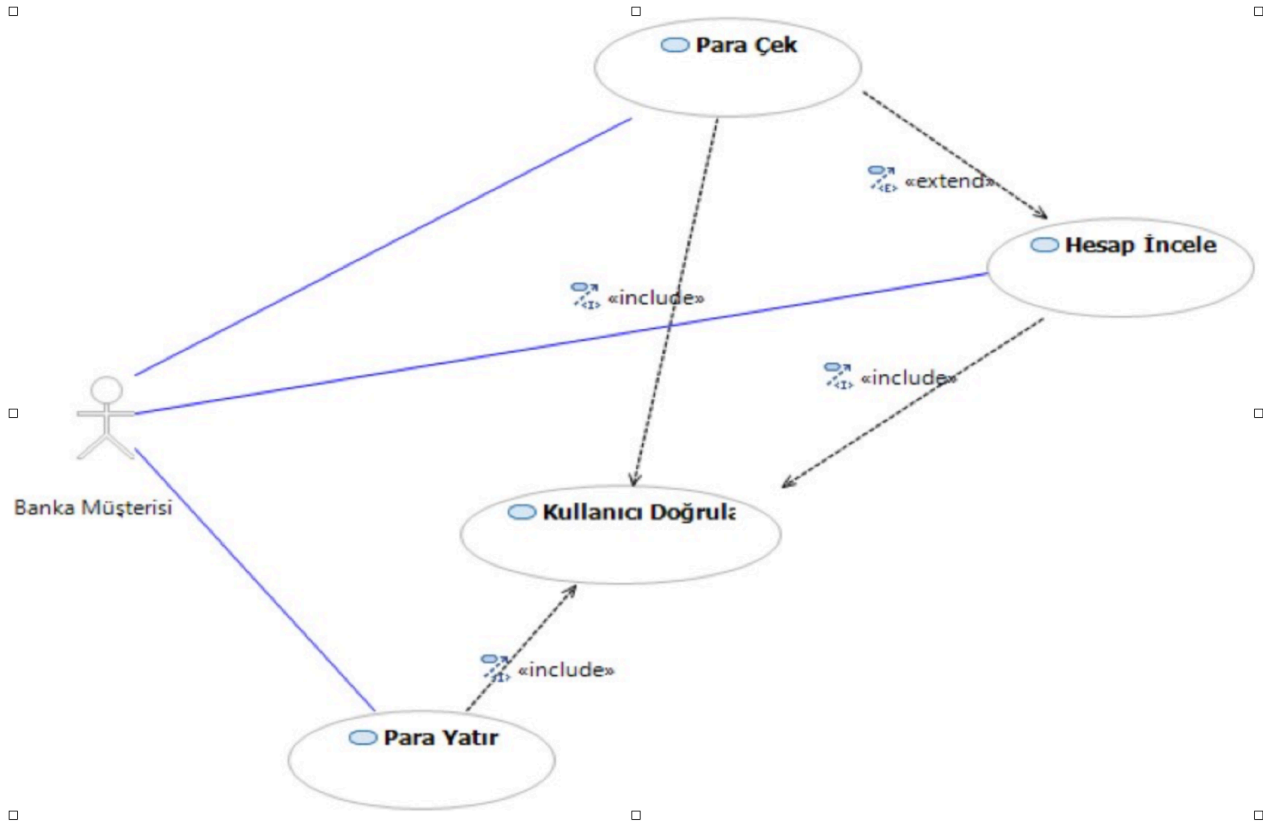 Para Çek
«extend»
Hesap İncele
«include»
«include»
Banka Müşterisi
Kullanıcı Doğrula
«include»
Para Yatır